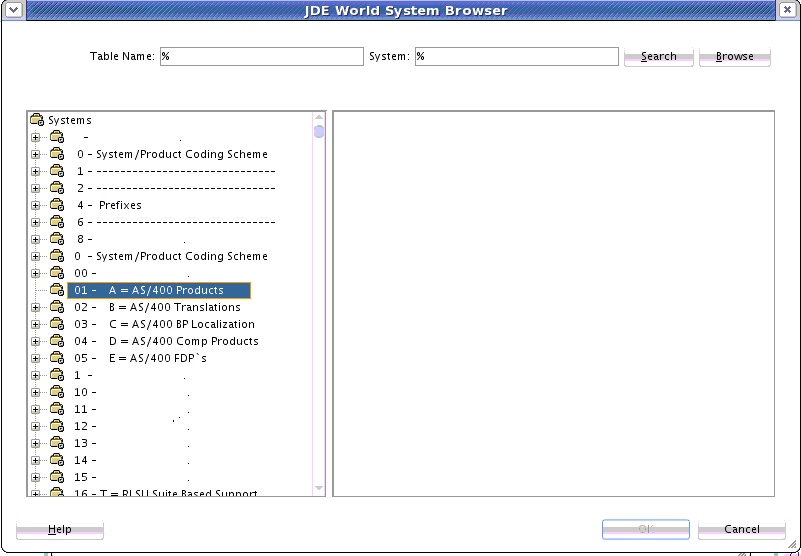 JDE World System Browser
Table Name: % System: % Search Browse
Systems
- .
0 - System/Product Coding Scheme
1 - ------------------------------
2 - ------------------------------
4 - Prefixes
6 - ------------------------------
8 - .
0 - System/Product Coding Scheme
00 - .
01 - A = AS/400 Products
02 - B = AS/400 Translations
03 - C = AS/400 BP Localization
04 - D = AS/400 Comp Products
05 - E = AS/400 FDP`s
1 - .
10 - .
11 - .
12 - .
13 - .
14 - .
15 - .
16 - T = RLSU Suite Based Support
Help OK Cancel